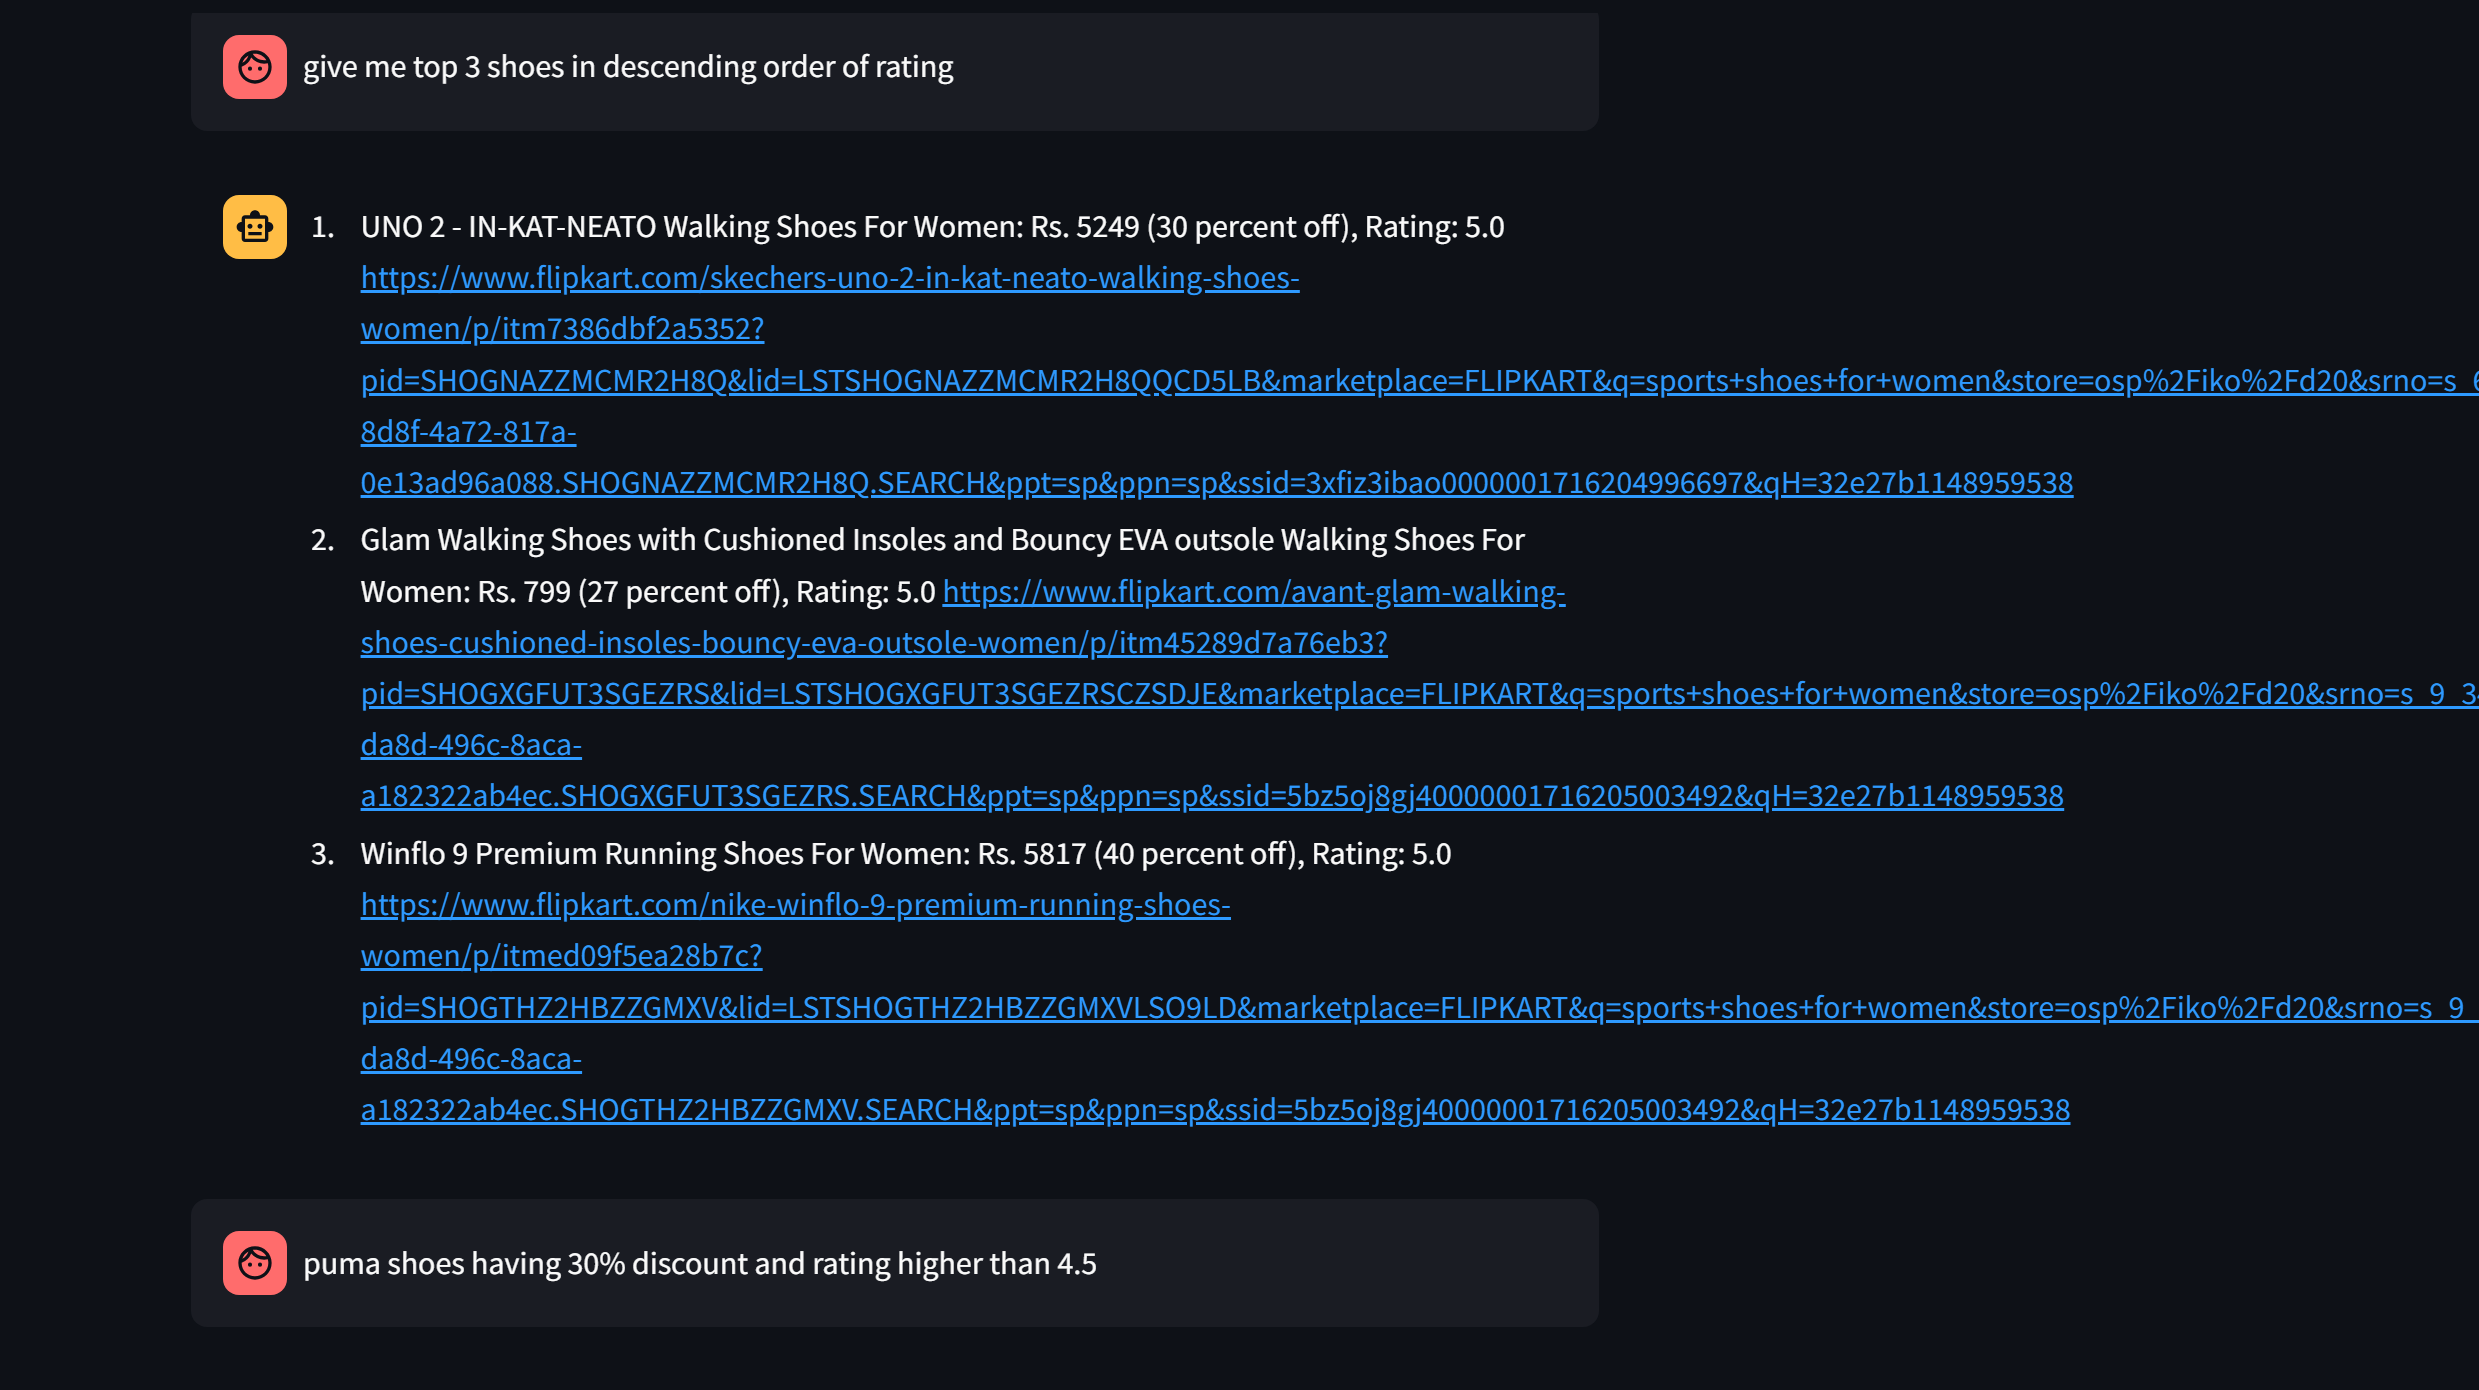 give me top 3 shoes in descending order of rating
1. UNO 2 - IN-KAT-NEATO Walking Shoes For Women: Rs. 5249 (30 percent off), Rating: 5.0
https://www.flipkart.com/skechers-uno-2-in-kat-neato-walking-shoes-
women/p/itm7386dbf2a5352?
pid=SHOGNAZZMCMR2H8Q&lid=LSTSHOGNAZZMCMR2H8QQCD5LB&marketplace=FLIPKART&q=sports+shoes+for+women&store=osp%2Fiko%2Fd20&srno=s_6
8d8f-4a72-817a-
0e13ad96a088.SHOGNAZZMCMR2H8Q.SEARCH&ppt=sp&ppn=sp&ssid=3xfiz3ibao0000001716204996697&qH=32e27b1148959538
2. Glam Walking Shoes with Cushioned Insoles and Bouncy EVA outsole Walking Shoes For
Women: Rs. 799 (27 percent off), Rating: 5.0 https://www.flipkart.com/avant-glam-walking-
shoes-cushioned-insoles-bouncy-eva-outsole-women/p/itm45289d7a76eb3?
pid=SHOGXGFUT3SGEZRS&lid=LSTSHOGXGFUT3SGEZRSCZSDJE&marketplace=FLIPKART&q=sports+shoes+for+women&store=osp%2Fiko%2Fd20&srno=s_9_3
da8d-496c-8aca-
a182322ab4ec.SHOGXGFUT3SGEZRS.SEARCH&ppt=sp&ppn=sp&ssid=5bz5oj8gj40000001716205003492&qH=32e27b1148959538
3. Winflo 9 Premium Running Shoes For Women: Rs. 5817 (40 percent off), Rating: 5.0
https://www.flipkart.com/nike-winflo-9-premium-running-shoes-
women/p/itmed09f5ea28b7c?
pid=SHOGTHZ2HBZZGMXV&lid=LSTSHOGTHZ2HBZZGMXVLSO9LD&marketplace=FLIPKART&q=sports+shoes+for+women&store=osp%2Fiko%2Fd20&srno=s_9_
da8d-496c-8aca-
a182322ab4ec.SHOGTHZ2HBZZGMXV.SEARCH&ppt=sp&ppn=sp&ssid=5bz5oj8gj40000001716205003492&qH=32e27b1148959538
puma shoes having 30% discount and rating higher than 4.5